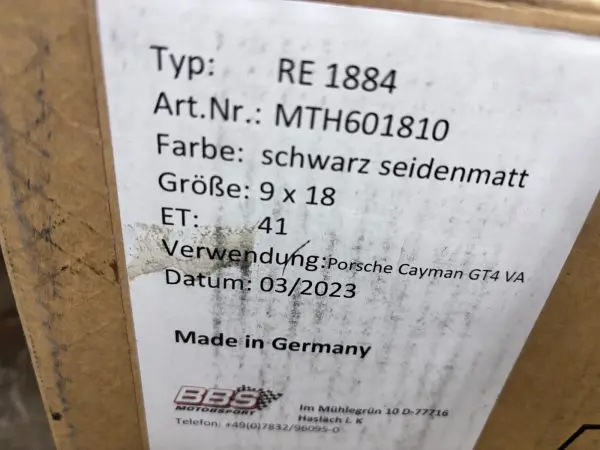 Typ: RE 1884
Art.Nr.: MTH601810
Farbe: schwarz seidenmatt
Größe: 9 x 18
ET: 41
Verwendung: Porsche Cayman GT4 VA
Datum: 03/2023
Made in Germany
BBS
MOTORSPORT
Im Mühlegrün 10 D-77716
Haslach i. K
Telefon: +49(0)7832/96095-0